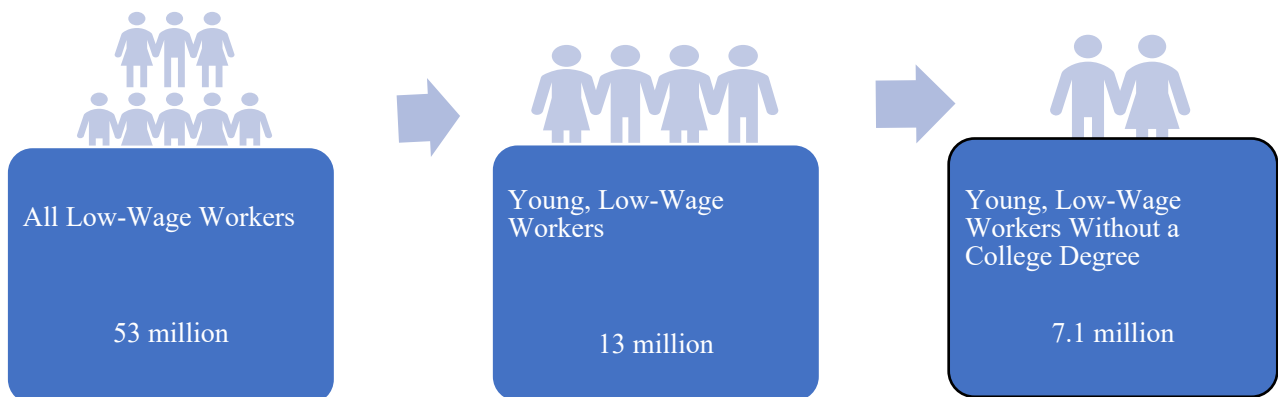 All Low-Wage Workers
53 million
Young, Low-Wage
Workers
13 million
Young, Low-Wage
Workers Without a
College Degree
7.1 million